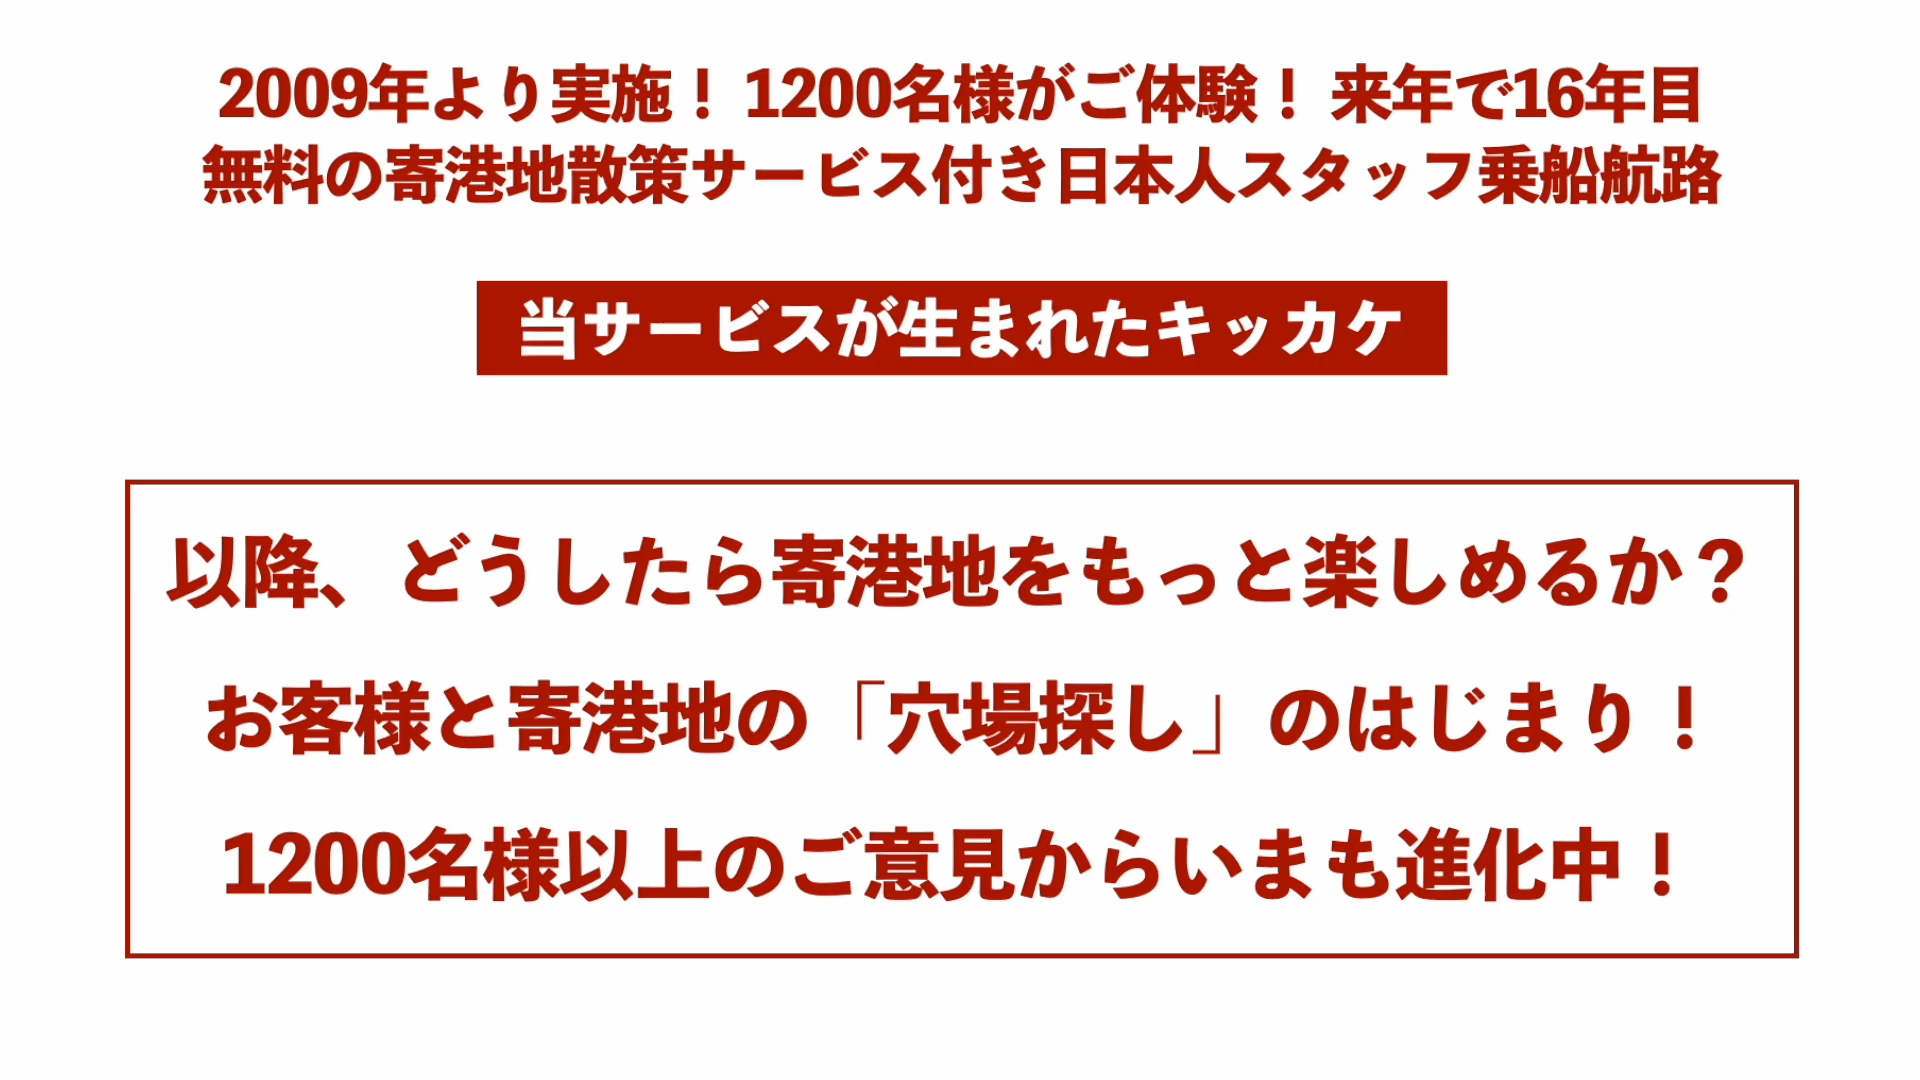 2009年より実施！ 1200名様がご体験！ 来年で16年目
無料の寄港地散策サービス付き日本人スタッフ乗船航路
当サービスが生まれたキッカケ
以降、どうしたら寄港地をもっと楽しめるか？
お客様と寄港地の「穴場探し」のはじまり！
1200名様以上のご意見からいまも進化中！